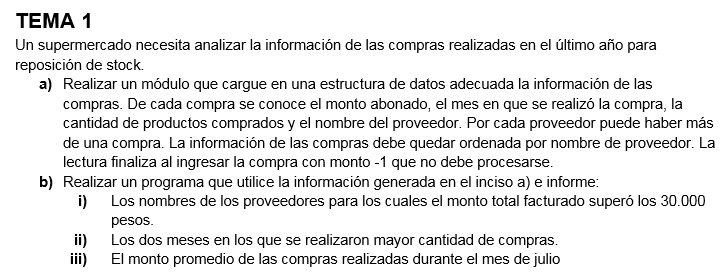 TEMA 1
Un supermercado necesita analizar la información de las compras realizadas en el último año para
reposición de stock.
a) Realizar un módulo que cargue en una estructura de datos adecuada la información de las
compras. De cada compra se conoce el monto abonado, el mes en que se realizó la compra, la
cantidad de productos comprados y el nombre del proveedor. Por cada proveedor puede haber más
de una compra. La información de las compras debe quedar ordenada por nombre de proveedor. La
lectura finaliza al ingresar la compra con monto -1 que no debe procesarse.
b) Realizar un programa que utilice la información generada en el inciso a) e informe:
i) Los nombres de los proveedores para los cuales el monto total facturado superó los 30.000
pesos.
ii) Los dos meses en los que se realizaron mayor cantidad de compras.
iii) El monto promedio de las compras realizadas durante el mes de julio